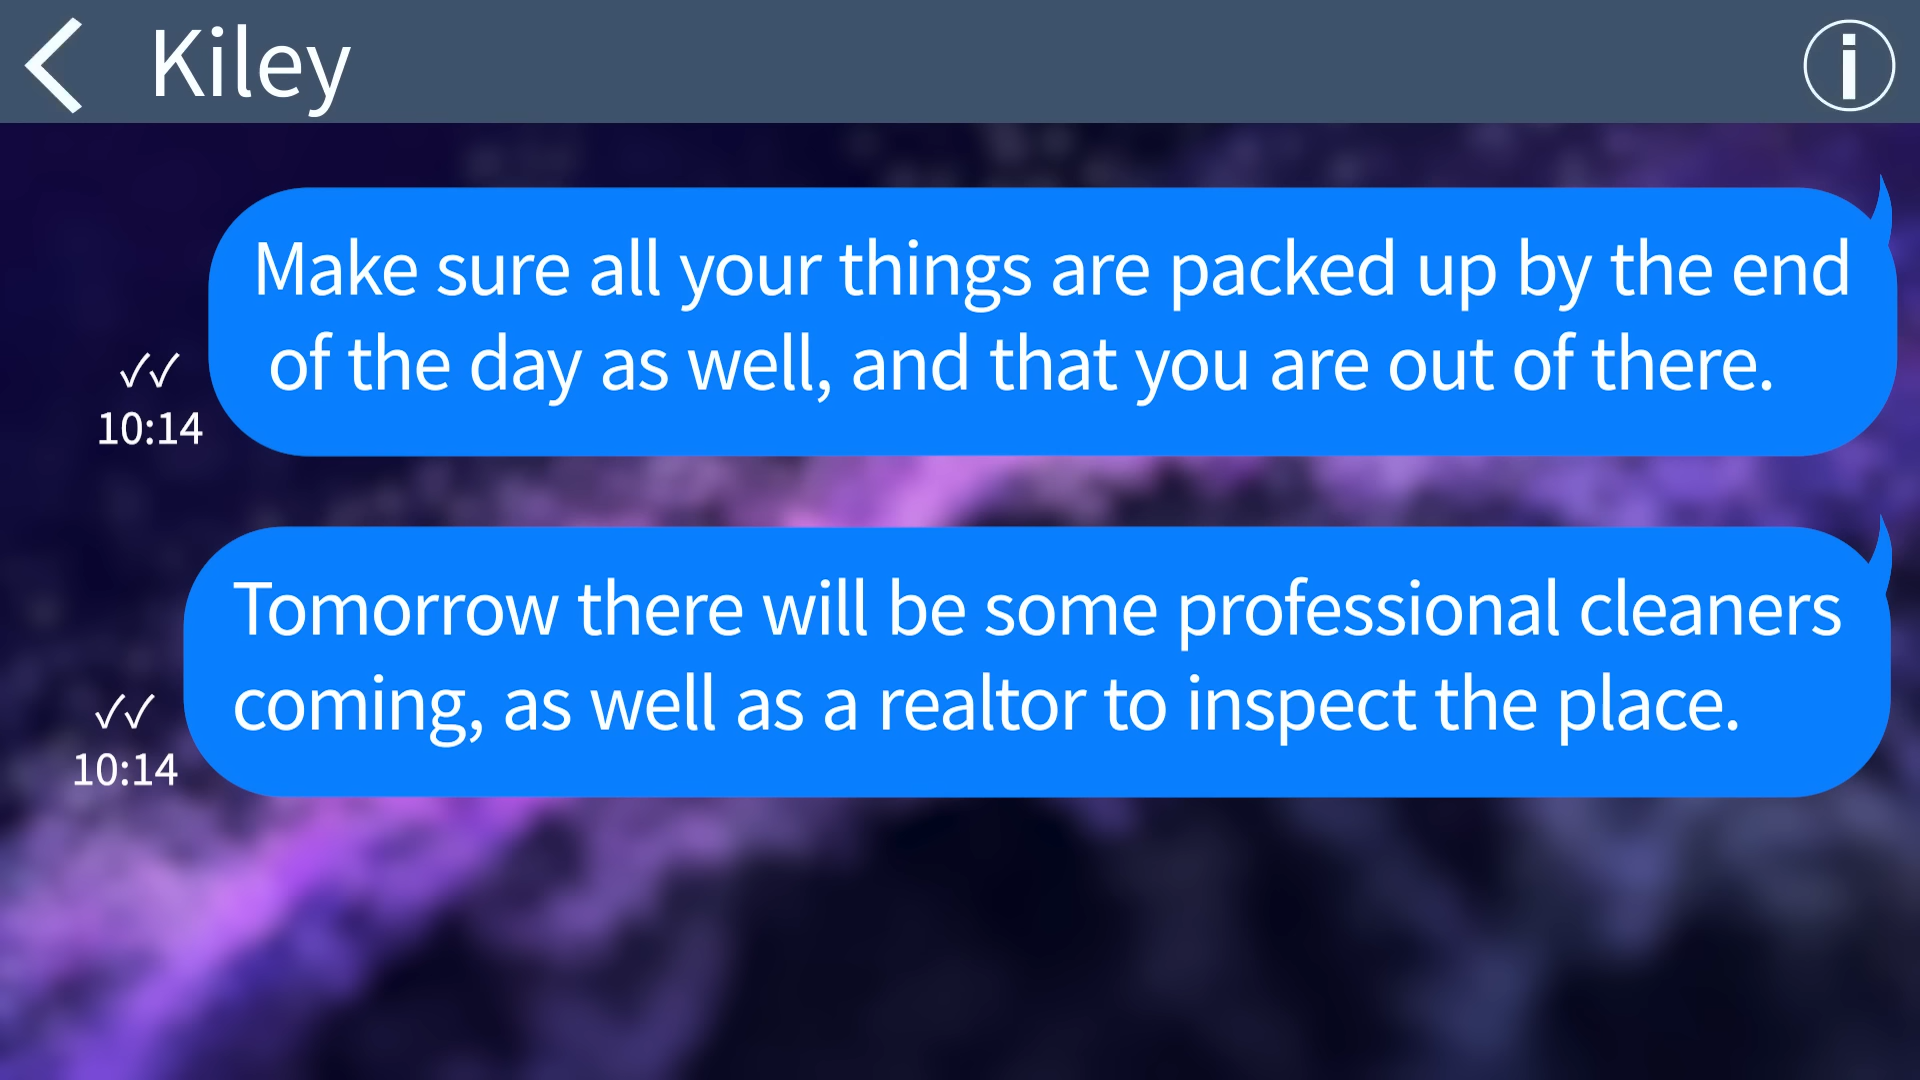 Kiley
Make sure all your things are packed up by the end
of the day as well, and that you are out of there.
✓✓
10:14
Tomorrow there will be some professional cleaners
coming, as well as a realtor to inspect the place.
✓✓
10:14